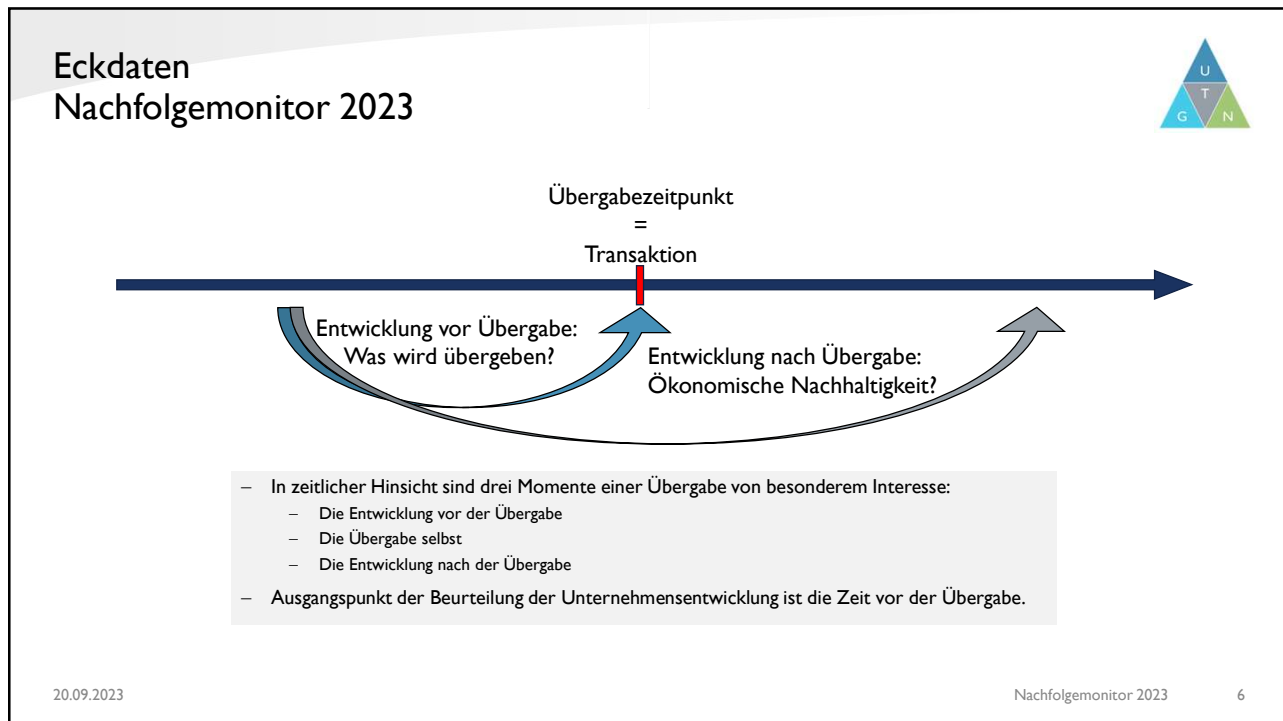 Eckdaten
Nachfolgemonitor 2023
U
T
G N
Übergabezeitpunkt
=
Transaktion
Entwicklung vor Übergabe:
Was wird übergeben?
Entwicklung nach Übergabe:
Ökonomische Nachhaltigkeit?
– In zeitlicher Hinsicht sind drei Momente einer Übergabe von besonderem Interesse:
– Die Entwicklung vor der Übergabe
– Die Übergabe selbst
– Die Entwicklung nach der Übergabe
– Ausgangspunkt der Beurteilung der Unternehmensentwicklung ist die Zeit vor der Übergabe.
20.09.2023 Nachfolgemonitor 2023 6